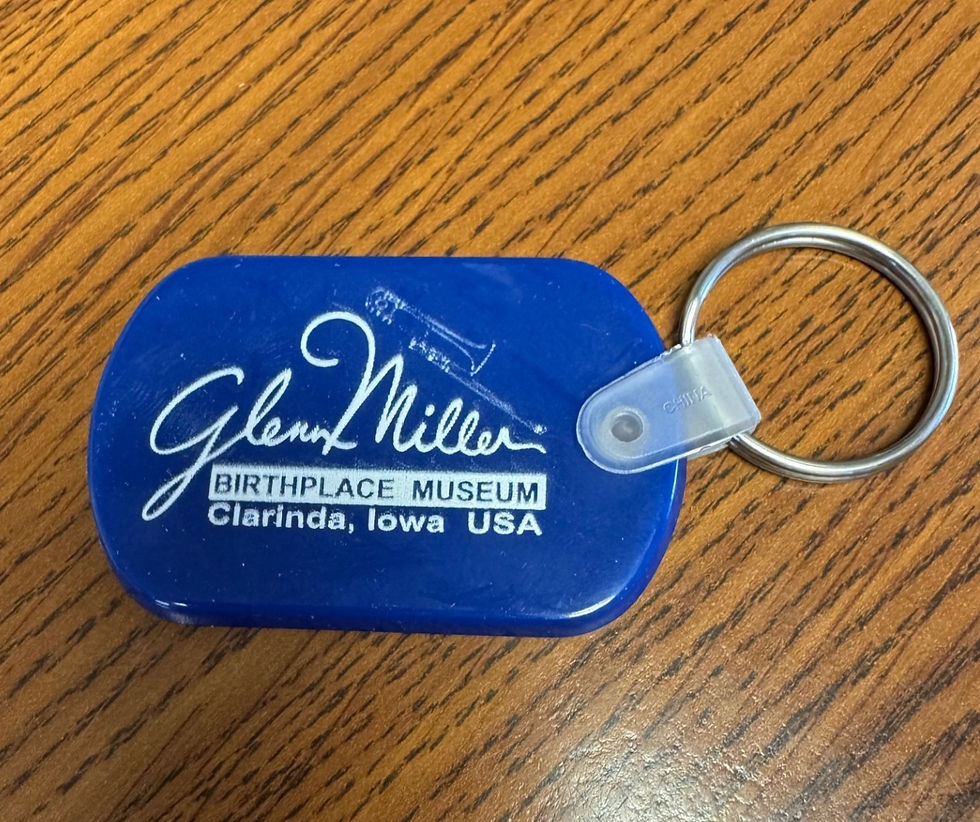 Glenn Miller
BIRTHPLACE MUSEUM
Clarinda, Iowa USA
CHINA